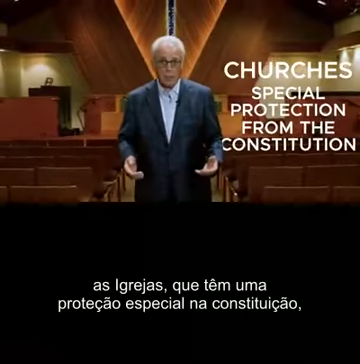 CHURCHES
SPECIAL
PROTECTION
FROM THE
CONSTITUTION
as Igrejas, que têm uma
proteção especial na constituição,